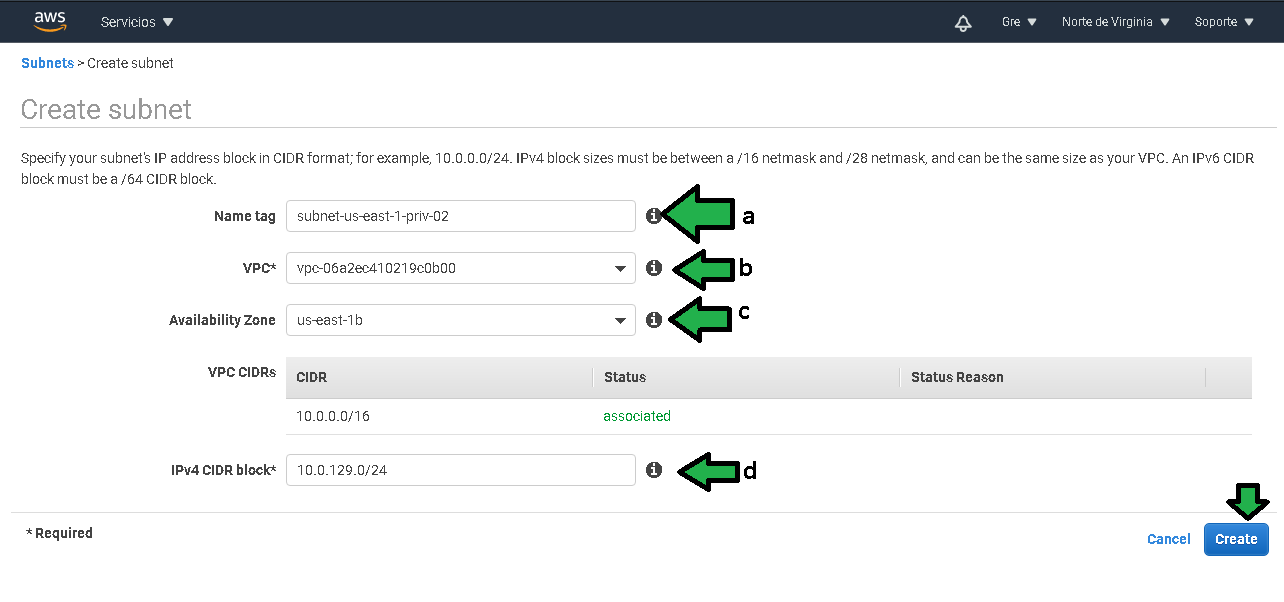 aws Servicios Gre Norte de Virginia Soporte
Subnets > Create subnet
Create subnet
Specify your subnet's IP address block in CIDR format; for example, 10.0.0.0/24. IPv4 block sizes must be between a /16 netmask and /28 netmask, and can be the same size as your VPC. An IPv6 CIDR
block must be a /64 CIDR block.
Name tag subnet-us-east-1-priv-02 a
VPC* vpc-06a2ec410219c0b00 b
Availability Zone us-east-1b c
VPC CIDRs CIDR Status Status Reason
10.0.0.0/16 associated
IPv4 CIDR block* 10.0.129.0/24 d
* Required
Cancel Create